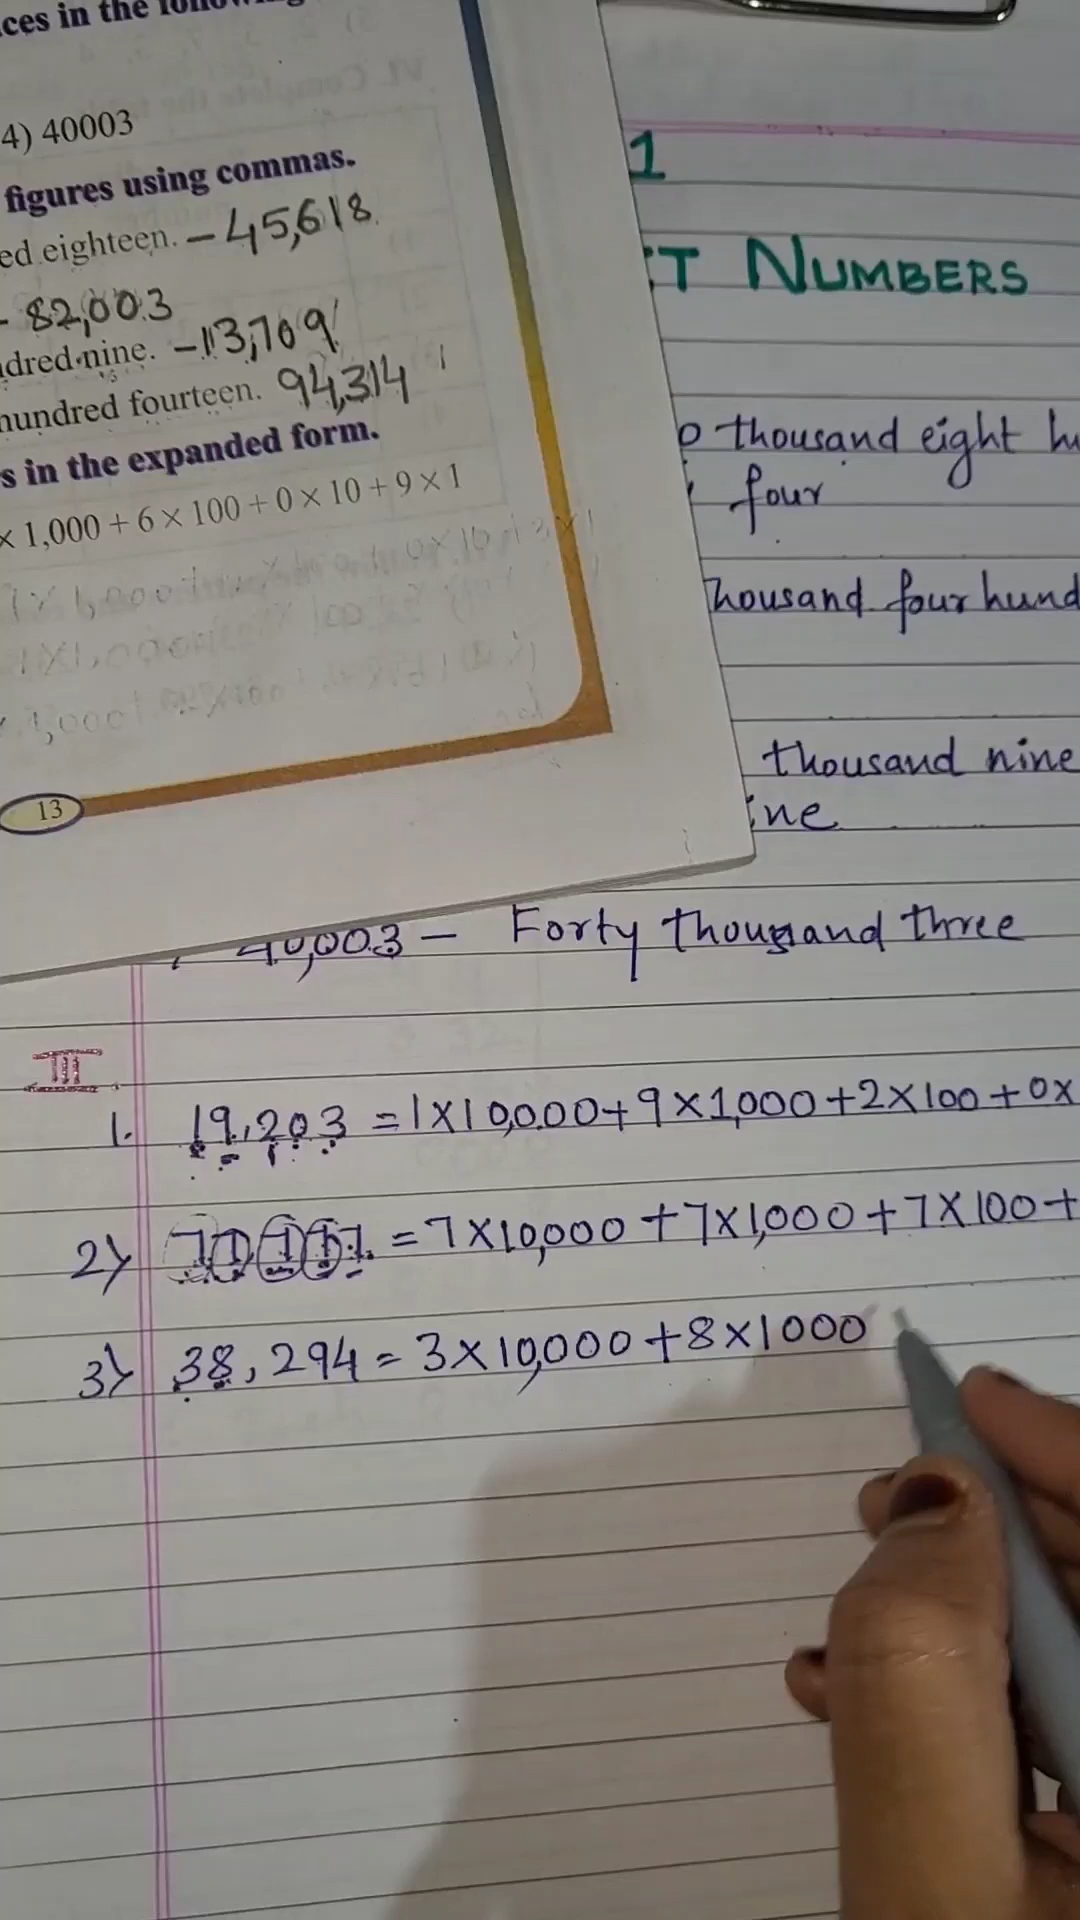 ces in the
4) 40003
figures using commas.
ed eighteen. – 45,618
- 82,003
dred nine. – 13,709
hundred fourteen. 94,314
s in the expanded form.
× 1,000 + 6 × 100 + 0 × 10 + 9 × 1
13
1
T NUMBERS
o thousand eight hu
four
housand four hund
thousand nine
ine
40,003 – Forty thousand three
III.
1. 19,203 = 1 × 10,000 + 9 × 1,000 + 2 × 100 + 0 ×
2) = 7 × 10,000 + 7 × 1,000 + 7 × 100 +
3) 38,294 = 3 × 10,000 + 8 × 1000